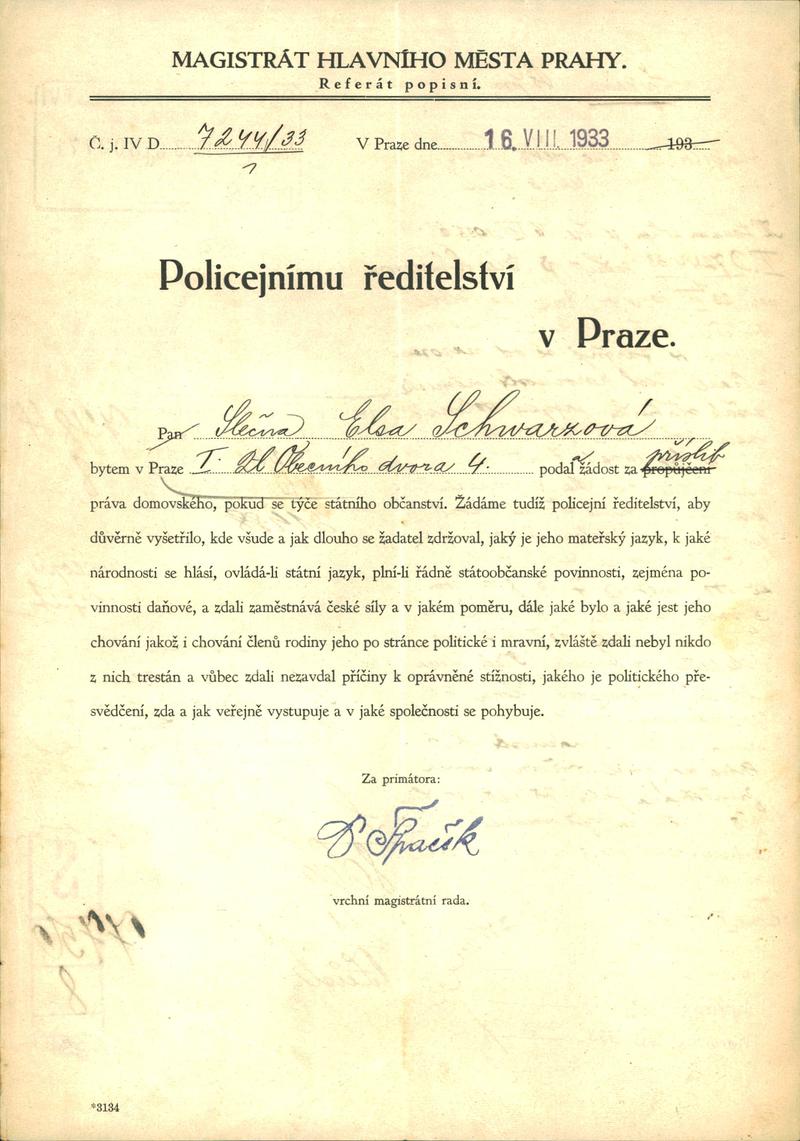 MAGISTRÁT HLAVNÍHO MĚSTA PRAHY.
Referát popisní.
Č. j. IV D 7244/33 V Praze dne 16. VIII. 1933 193
1
Policejnímu ředitelství
v Praze.
Pan Slečna Elsa Schwarzová
příslib
bytem v Praze I. Ul Obecního dvora 4. podal a žádost za propůjčení
práva domovského, pokud se týče státního občanství. Žádáme tudíž policejní ředitelství, aby
důvěrně vyšetřilo, kde všude a jak dlouho se žadatel zdržoval, jaký je jeho mateřský jazyk, k jaké
národnosti se hlásí, ovládá-li státní jazyk, plní-li řádně státoobčanské povinnosti, zejména po-
vinnosti daňové, a zdali zaměstnává české síly a v jakém poměru, dále jaké bylo a jaké jest jeho
chování jakož i chování členů rodiny jeho po stránce politické i mravní, zvláště zdali nebyl nikdo
z nich trestán a vůbec zdali nezavdal příčiny k oprávněné stížnosti, jakého je politického pře-
svědčení, zda a jak veřejně vystupuje a v jaké společnosti se pohybuje.
Za primátora:
vrchní magistrátní rada.
*3134